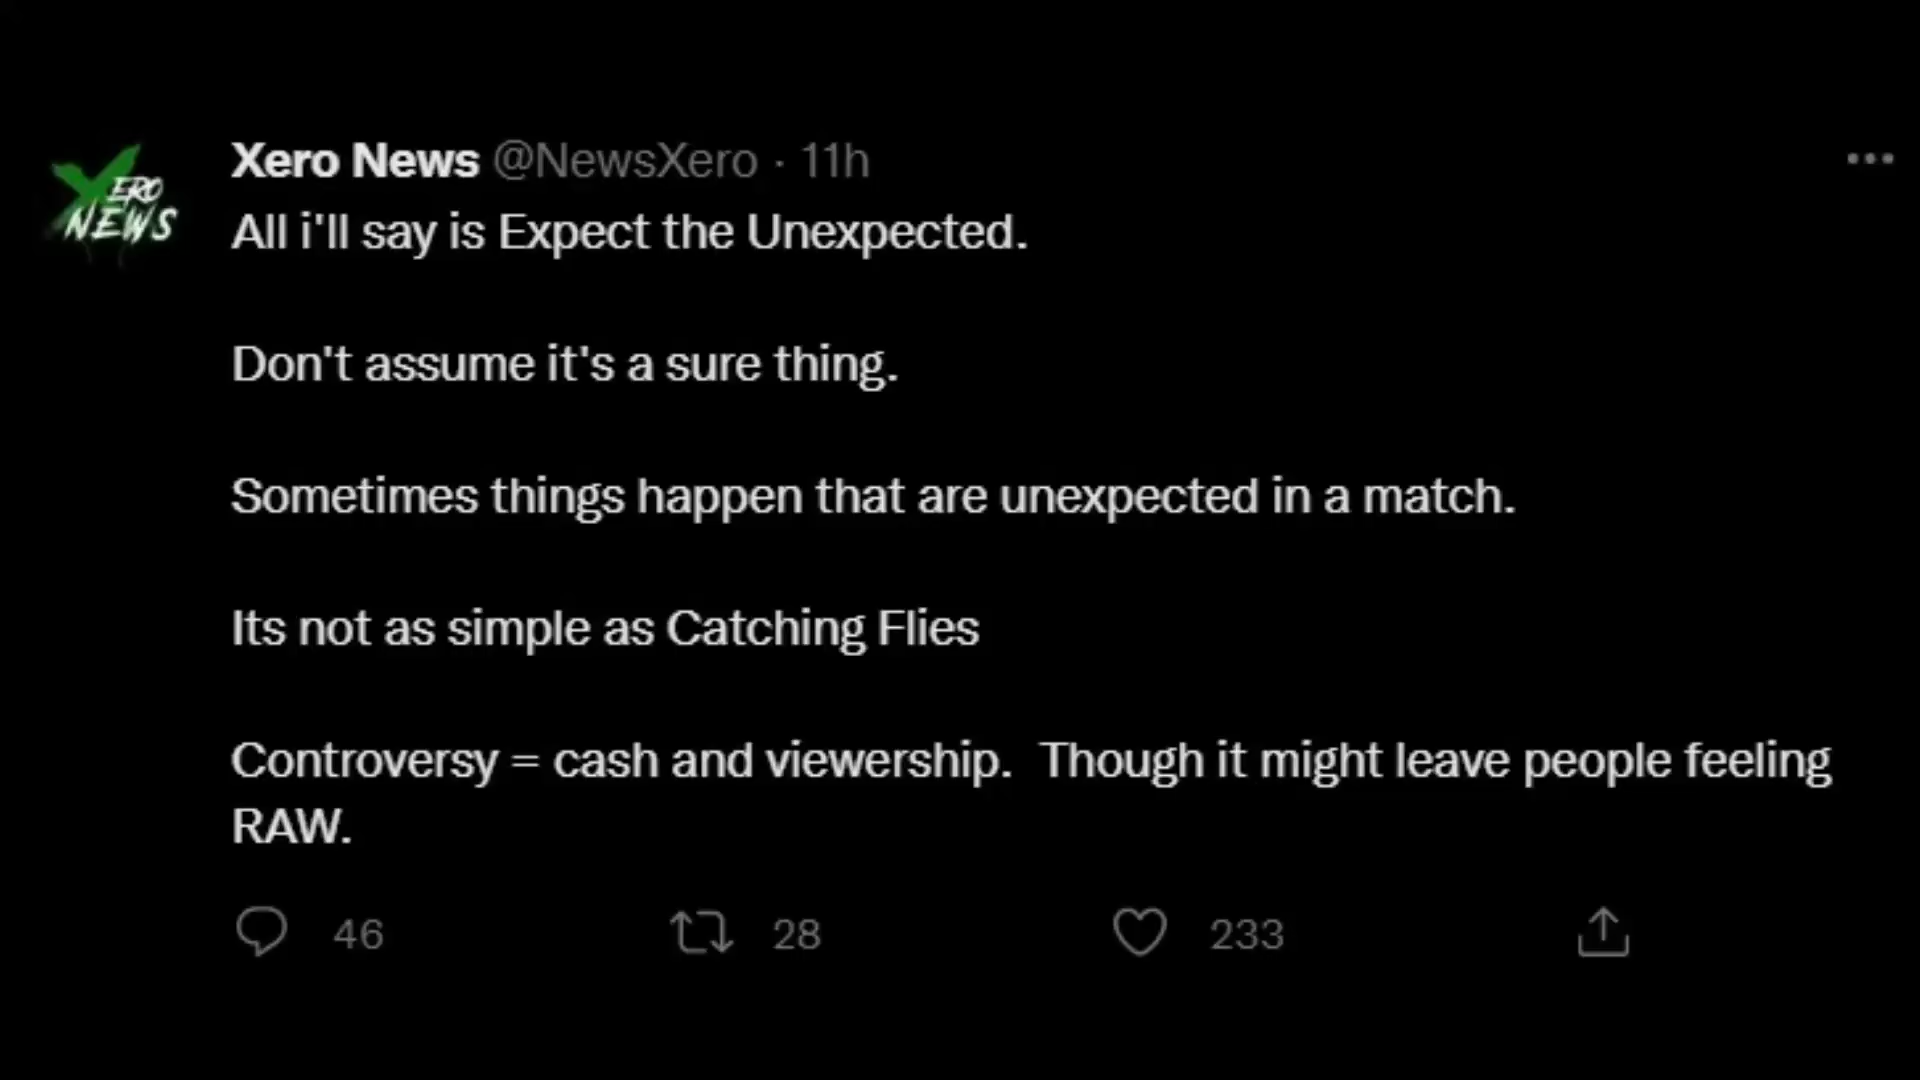 XERO
NEWS
Xero News @NewsXero · 11h
All i'll say is Expect the Unexpected.
Don't assume it's a sure thing.
Sometimes things happen that are unexpected in a match.
Its not as simple as Catching Flies
Controversy = cash and viewership.  Though it might leave people feeling
RAW.
46 28 233